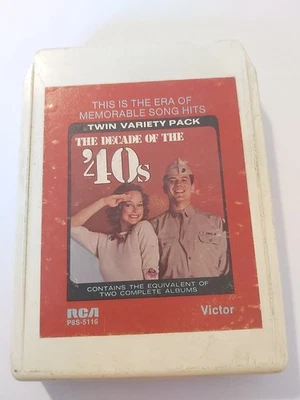 THIS IS THE ERA OF
MEMORABLE SONG HITS
TWIN VARIETY PACK
THE DECADE OF THE
'40s
CONTAINS THE EQUIVALENT OF
TWO COMPLETE ALBUMS
RCA
P8S-5116
Victor